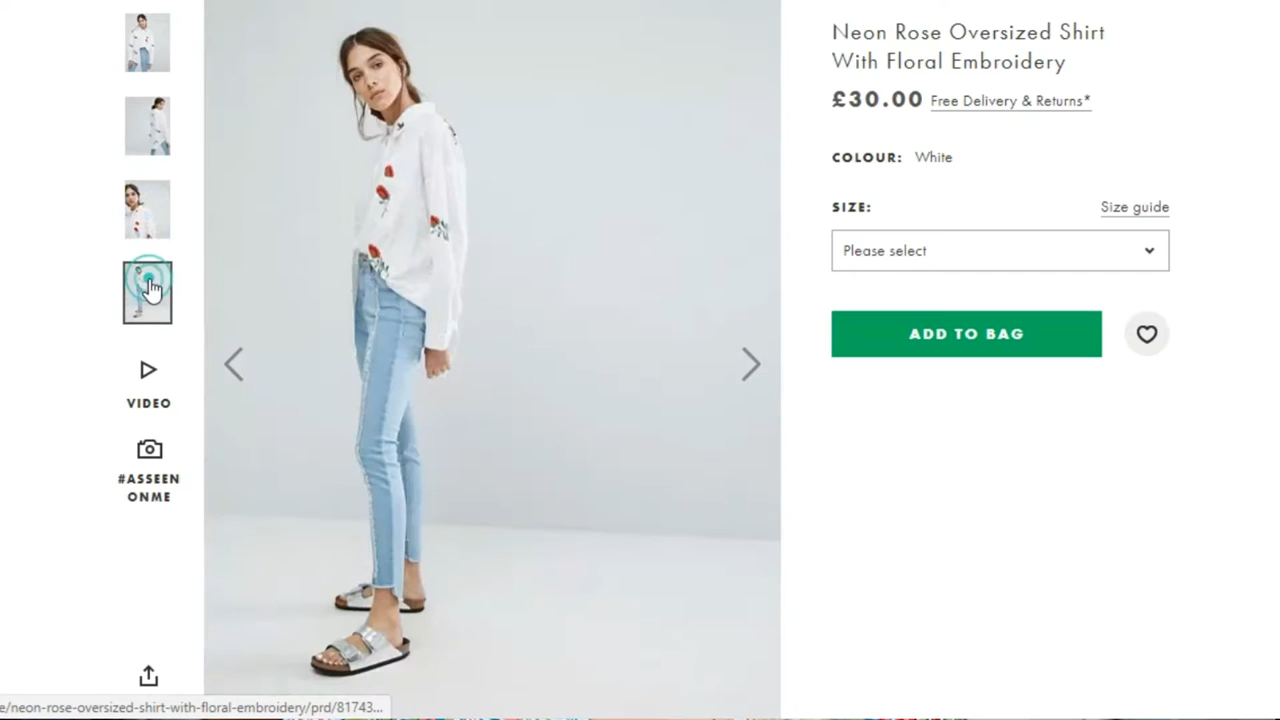 Neon Rose Oversized Shirt
With Floral Embroidery
£30.00 Free Delivery & Returns*
COLOUR: White
SIZE: Size guide
Please select
ADD TO BAG
VIDEO
#ASSEEN
ONME
e/neon-rose-oversized-shirt-with-floral-embroidery/prd/81743...